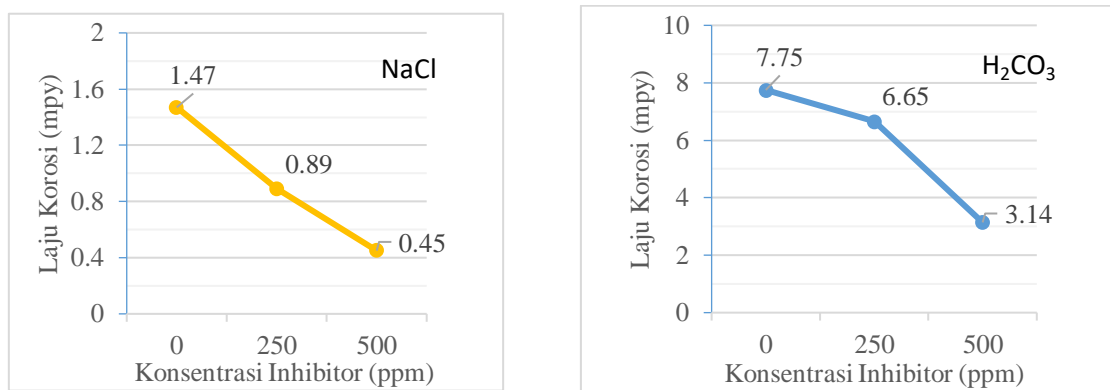 2
1.6
1.2
0.8
0.4
0
Laju Korosi (mpy)
NaCl
1.47
0.89
0.45
0 250 500
Konsentrasi Inhibitor (ppm)
10
8
6
4
2
0
Laju Korosi (mpy)
H₂CO₃
7.75
6.65
3.14
0 250 500
Konsentrasi Inhibitor (ppm)